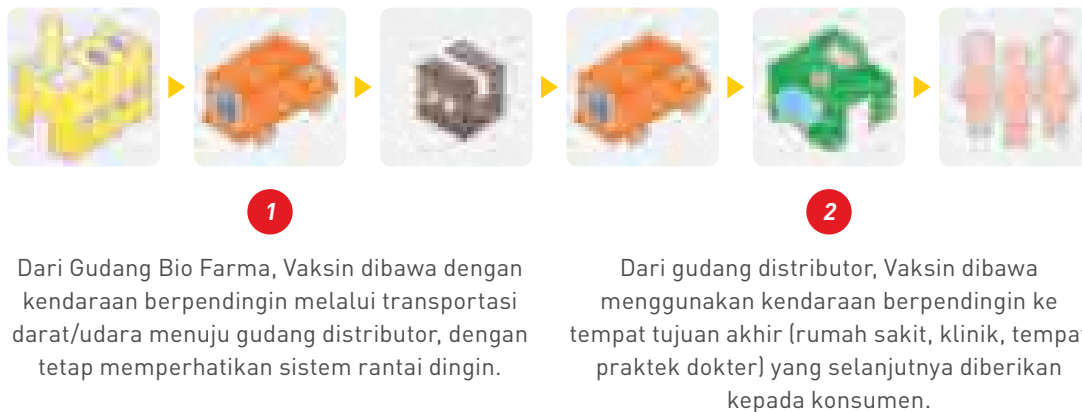 1
Dari Gudang Bio Farma, Vaksin dibawa dengan
kendaraan berpendingin melalui transportasi
darat/udara menuju gudang distributor, dengan
tetap memperhatikan sistem rantai dingin.
2
Dari gudang distributor, Vaksin dibawa
menggunakan kendaraan berpendingin ke
tempat tujuan akhir (rumah sakit, klinik, tempat
praktek dokter) yang selanjutnya diberikan
kepada konsumen.